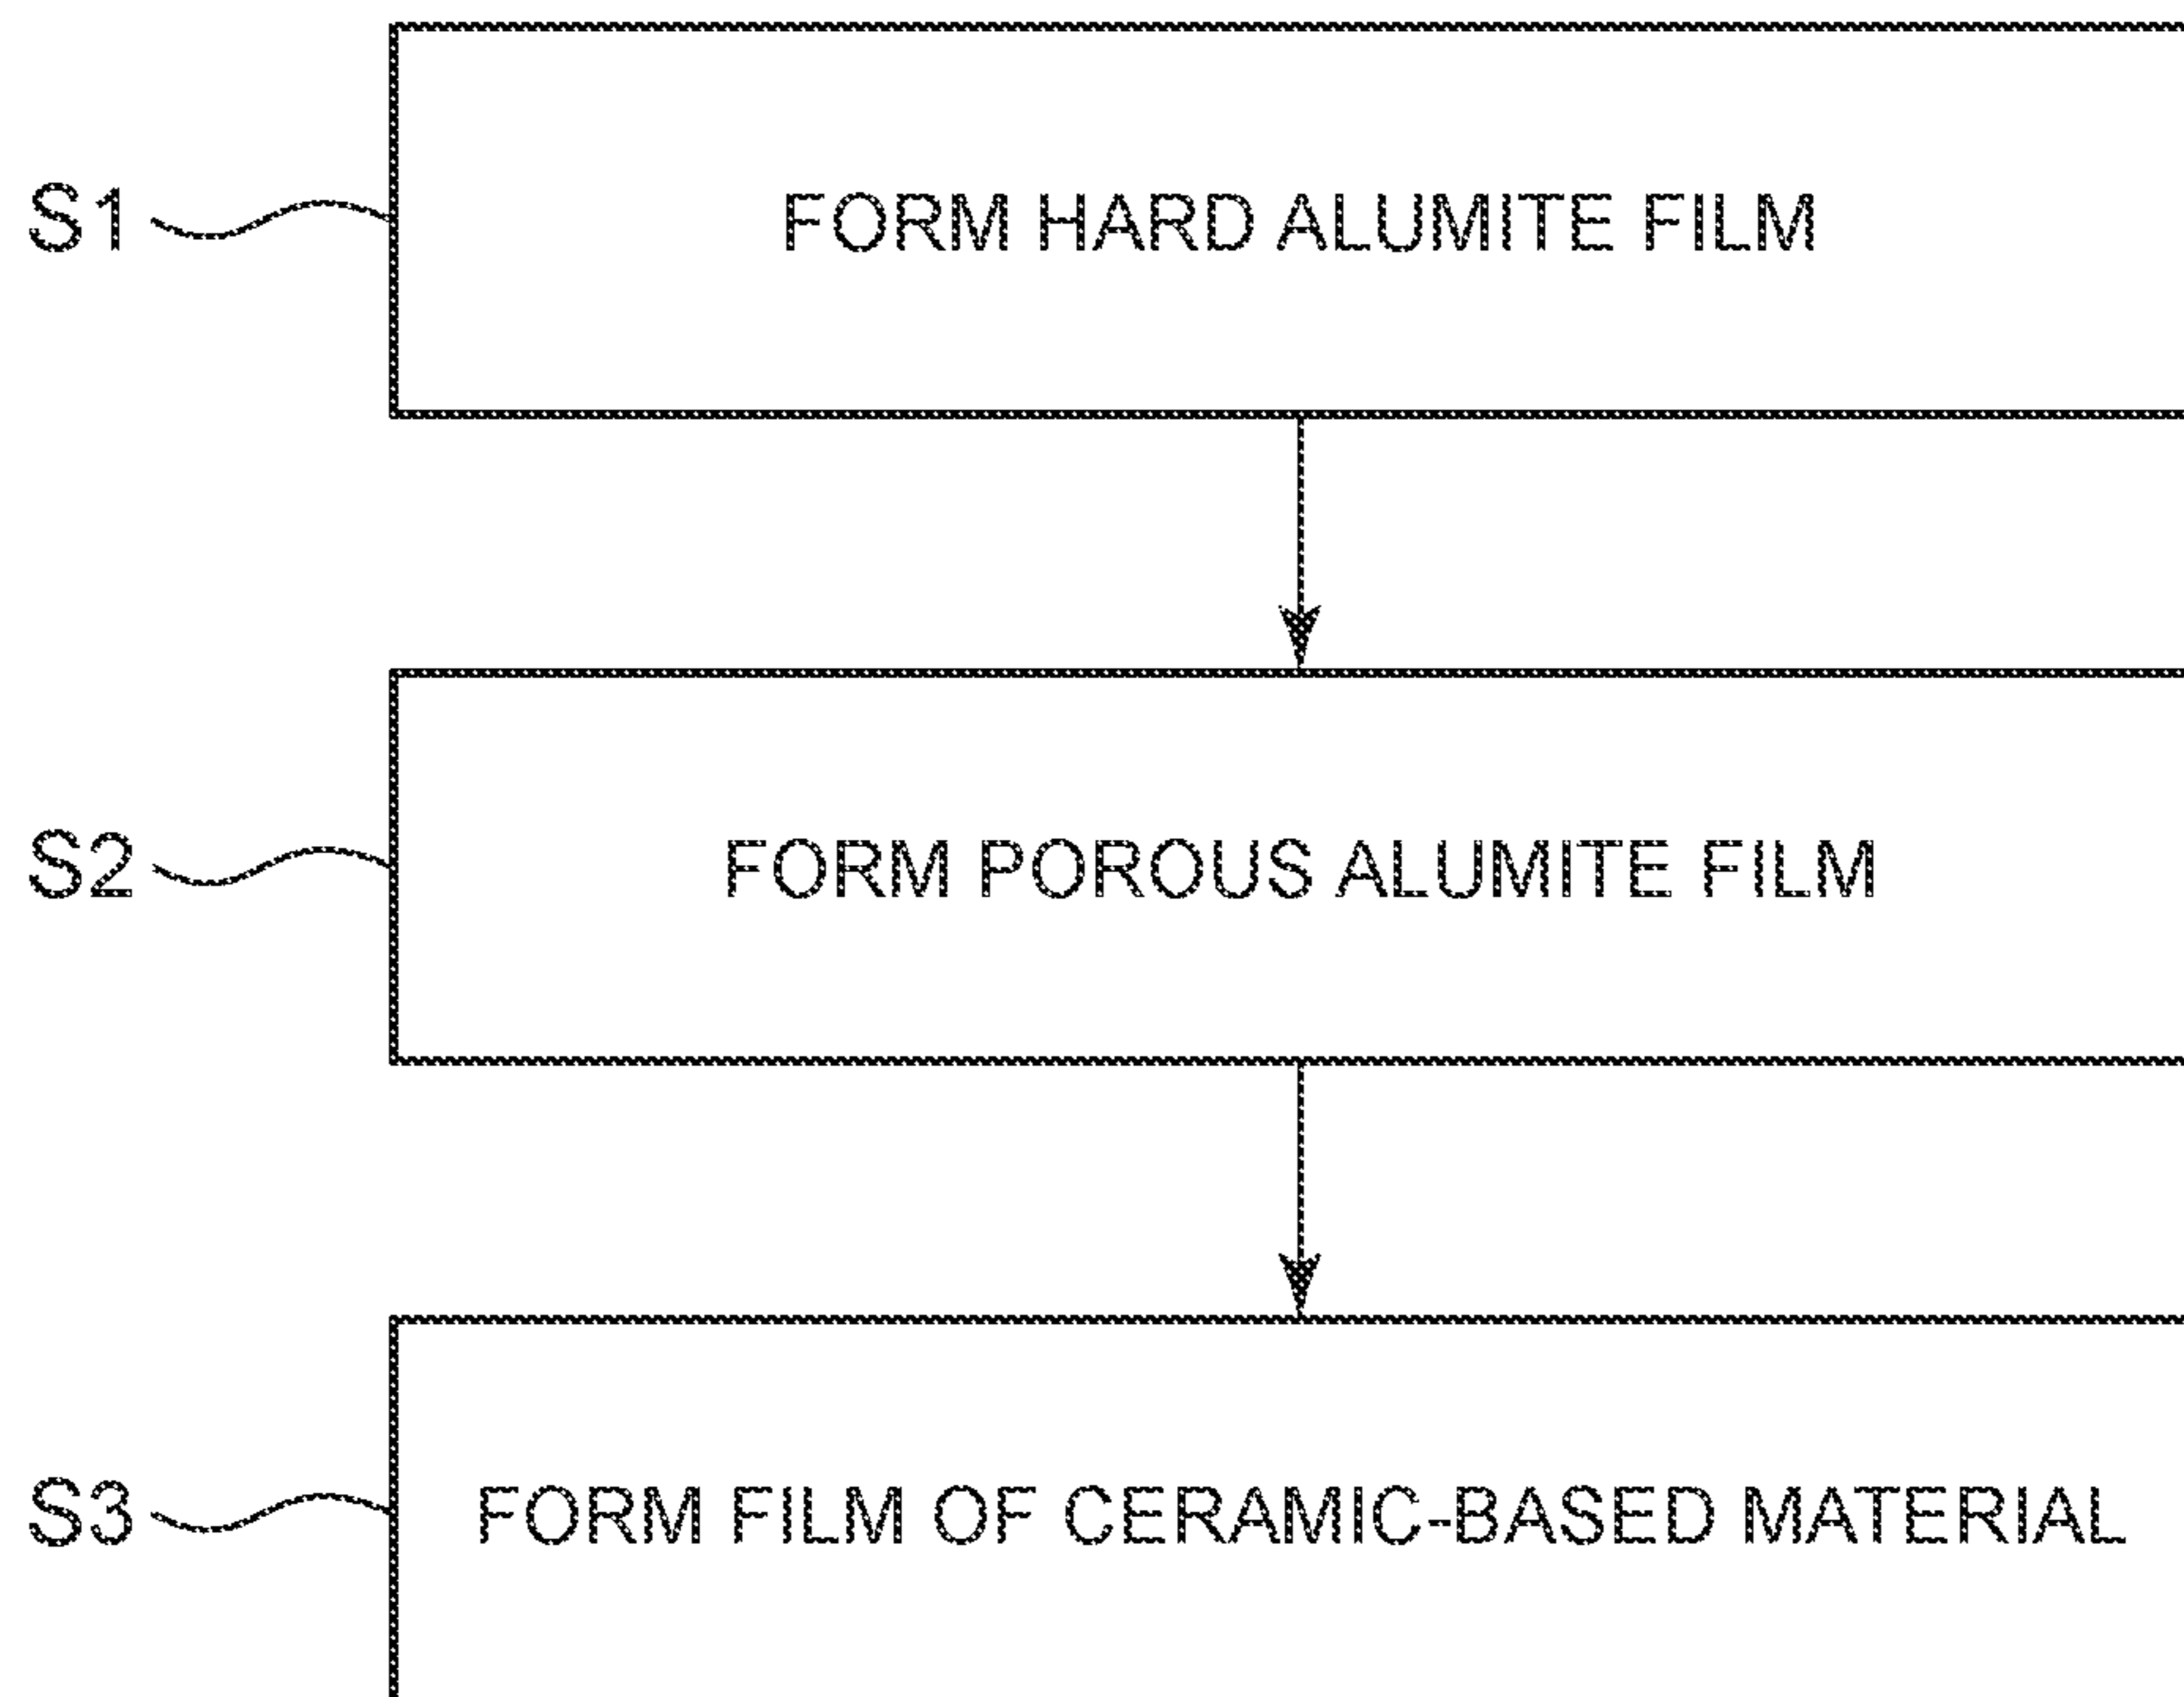 S1 FORM HARD ALUMITE FILM
S2 FORM POROUS ALUMITE FILM
S3 FORM FILM OF CERAMIC-BASED MATERIAL